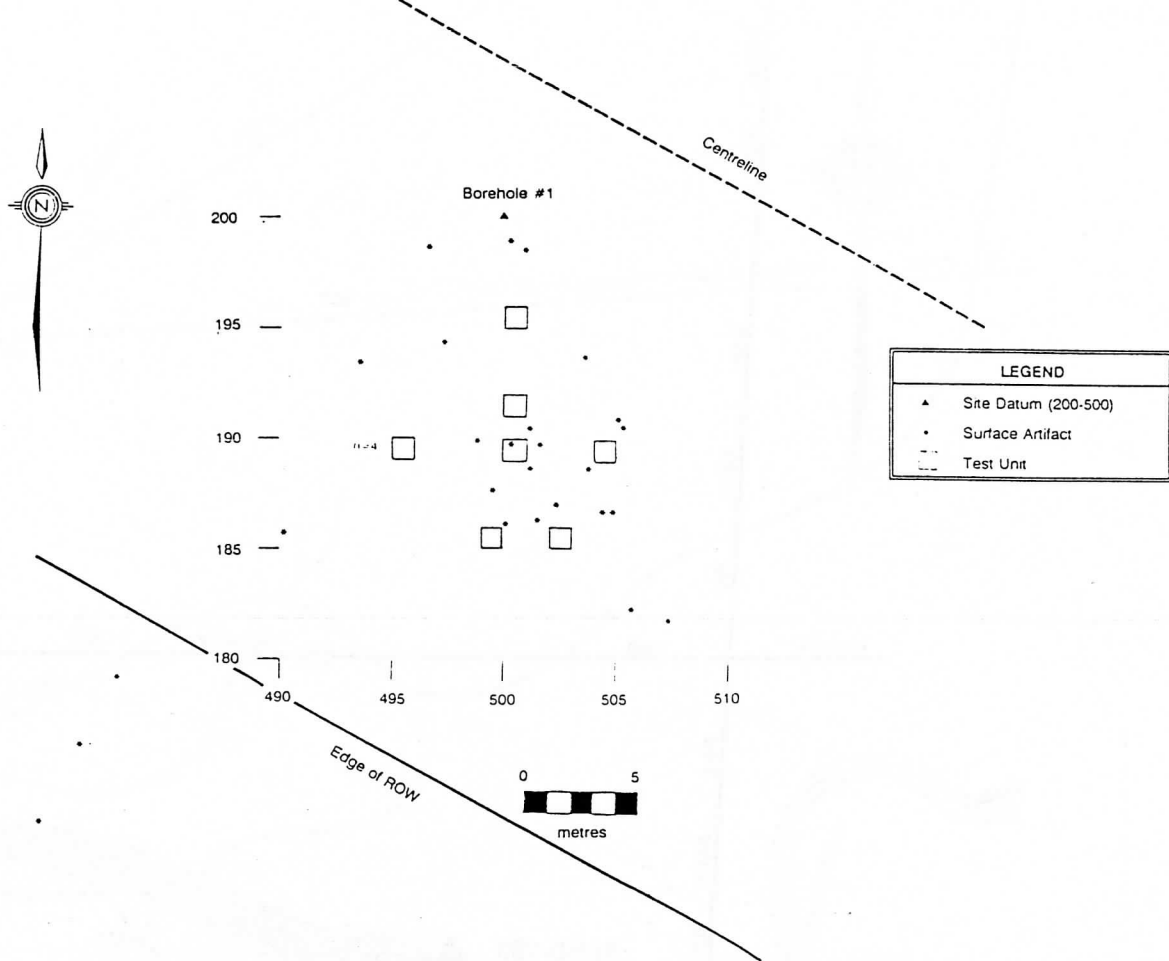 Centreline
Borehole #1
N
200
195
190
185
180
490
495
500
505
510
LEGEND
Site Datum (200-500)
Surface Artifact
Test Unit
Edge of ROW
0 5
metres